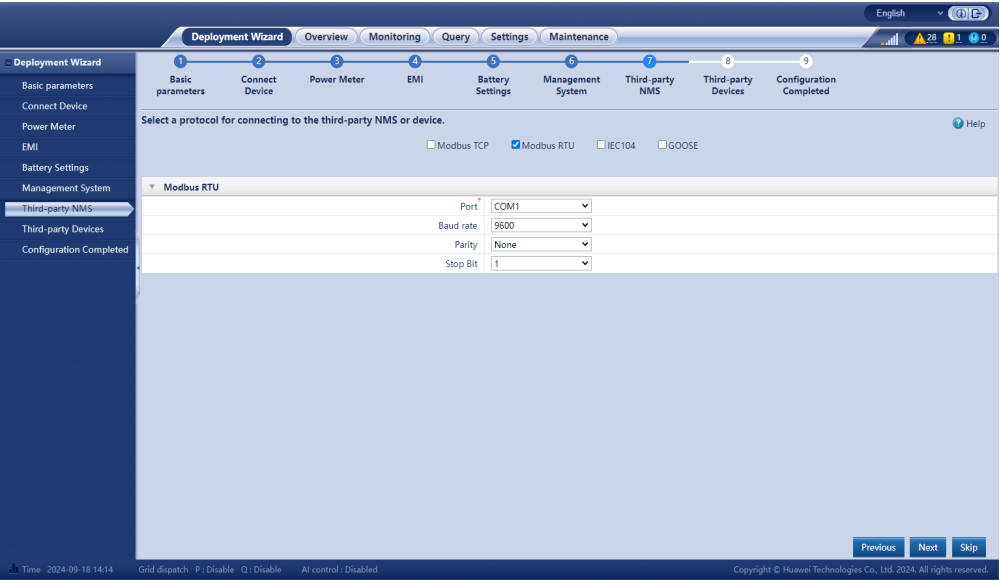 English
Deployment Wizard Overview Monitoring Query Settings Maintenance
28 1 0
Deployment Wizard
Basic parameters
Connect Device
Power Meter
EMI
Battery Settings
Management System
Third-party NMS
Third-party Devices
Configuration Completed
1 2 3 4 5 6 7 8 9
Basic parameters Connect Device Power Meter EMI Battery Settings Management System Third-party NMS Third-party Devices Configuration Completed
Select a protocol for connecting to the third-party NMS or device.
Help
Modbus TCP Modbus RTU IEC104 GOOSE
Modbus RTU
Port * COM1
Baud rate 9600
Parity None
Stop Bit 1
Previous Next Skip
Time 2024-09-18 14:14 Grid dispatch P : Disable Q : Disable AI control : Disabled Copyright © Huawei Technologies Co., Ltd. 2024. All rights reserved.